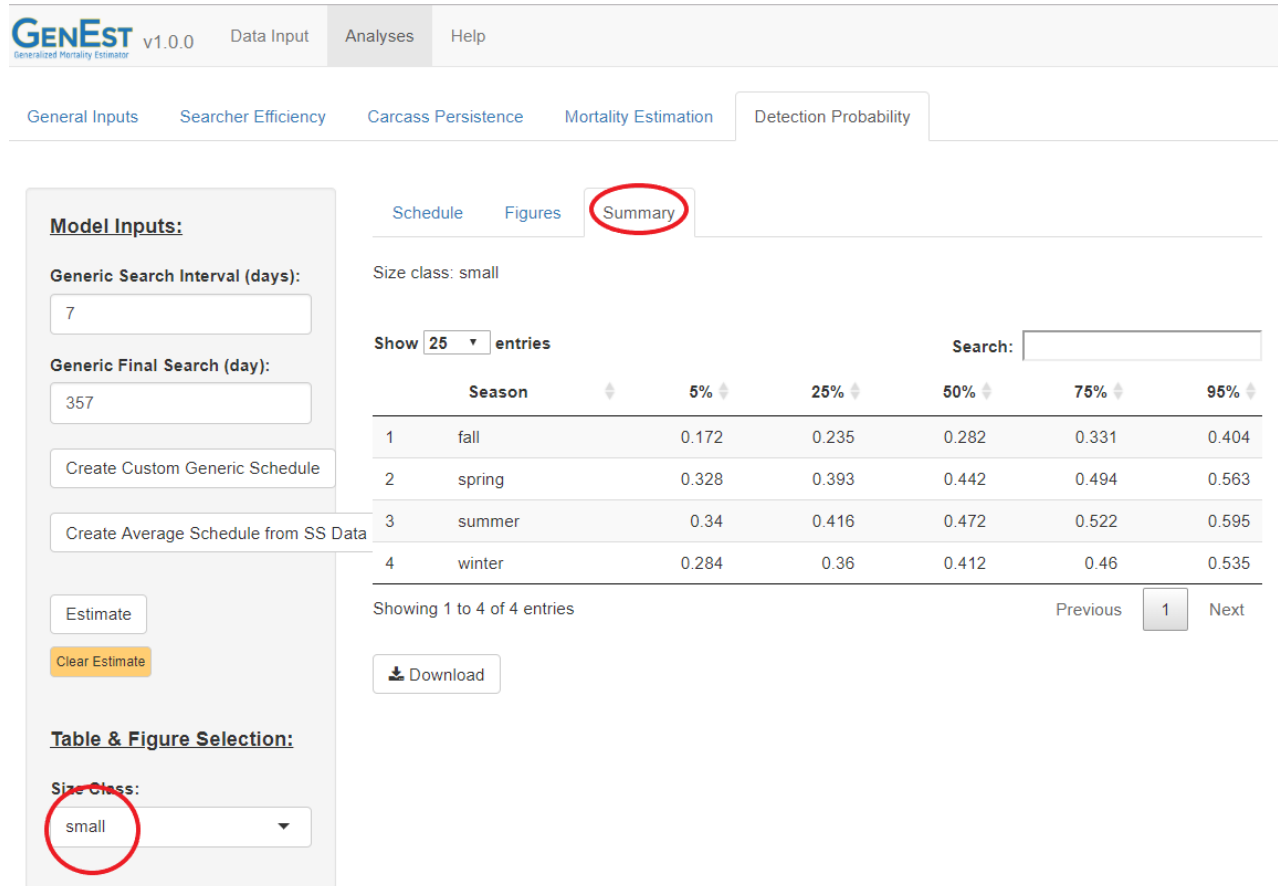 GENEST v1.0.0 Data Input Analyses Help
Generalized Mortality Estimator
General Inputs Searcher Efficiency Carcass Persistence Mortality Estimation Detection Probability
Model Inputs:
Generic Search Interval (days):
7
Generic Final Search (day):
357
Create Custom Generic Schedule
Create Average Schedule from SS Data
Estimate
Clear Estimate
Table & Figure Selection:
Size Class:
small
Schedule Figures Summary
Size class: small
Show 25 entries Search:
Season 5% 25% 50% 75% 95%
1 fall 0.172 0.235 0.282 0.331 0.404
2 spring 0.328 0.393 0.442 0.494 0.563
3 summer 0.34 0.416 0.472 0.522 0.595
4 winter 0.284 0.36 0.412 0.46 0.535
Showing 1 to 4 of 4 entries Previous 1 Next
Download